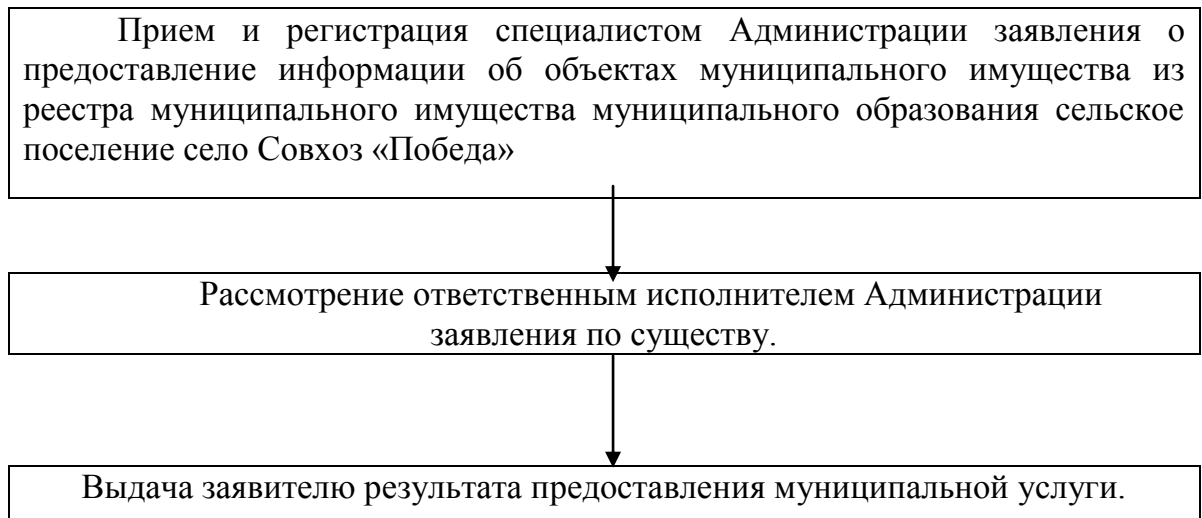 Прием и регистрация специалистом Администрации заявления о
предоставление информации об объектах муниципального имущества из
реестра муниципального имущества муниципального образования сельское
поселение село Совхоз «Победа»
Рассмотрение ответственным исполнителем Администрации
заявления по существу.
Выдача заявителю результата предоставления муниципальной услуги.